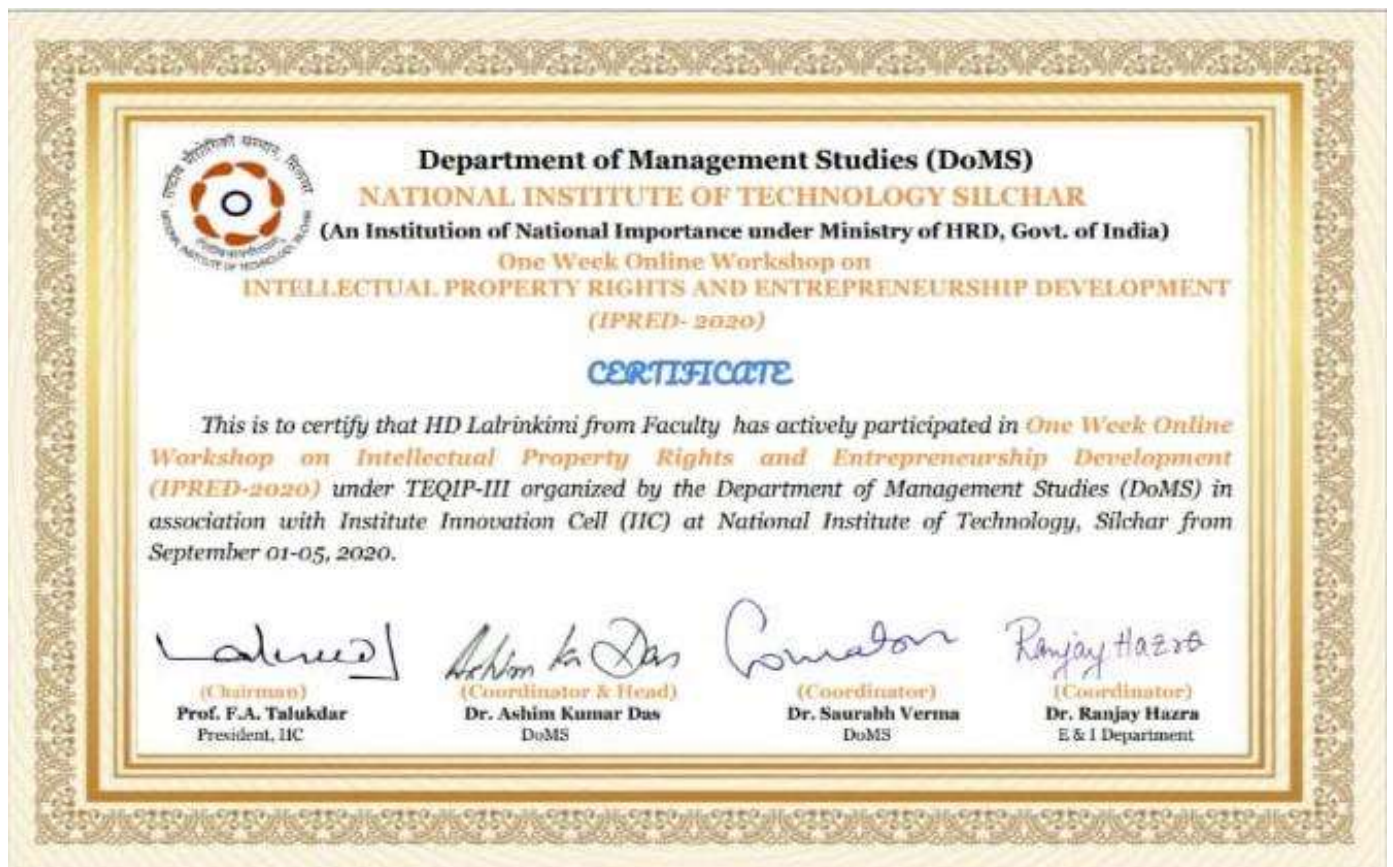 Department of Management Studies (DoMS)
NATIONAL INSTITUTE OF TECHNOLOGY SILCHAR
(An Institution of National Importance under Ministry of HRD, Govt. of India)
One Week Online Workshop on
INTELLECTUAL PROPERTY RIGHTS AND ENTREPRENEURSHIP DEVELOPMENT
(IPRED- 2020)
CERTIFICATE
This is to certify that HD Lalrinkimi from Faculty has actively participated in One Week Online
Workshop on Intellectual Property Rights and Entrepreneurship Development
(IPRED-2020) under TEQIP-III organized by the Department of Management Studies (DoMS) in
association with Institute Innovation Cell (IIC) at National Institute of Technology, Silchar from
September 01-05, 2020.
Ashim Kr Das
Ranjay Hazra
(Chairman) (Coordinator & Head) (Coordinator) (Coordinator)
Prof. F.A. Talukdar Dr. Ashim Kumar Das Dr. Saurabh Verma Dr. Ranjay Hazra
President, IIC DoMS DoMS E & I Department